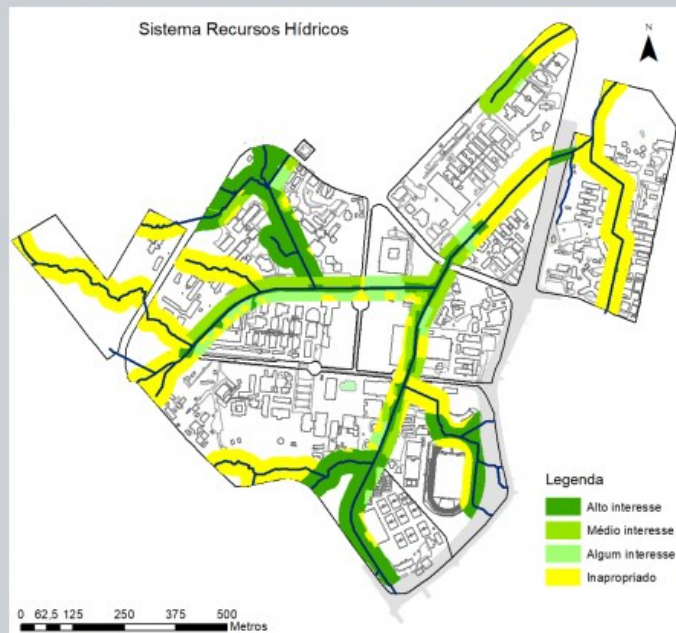 Sistema Recursos Hídricos
N
Legenda
Alto interesse
Médio interesse
Algum interesse
Inapropriado
0 62,5 125 250 375 500
Metros